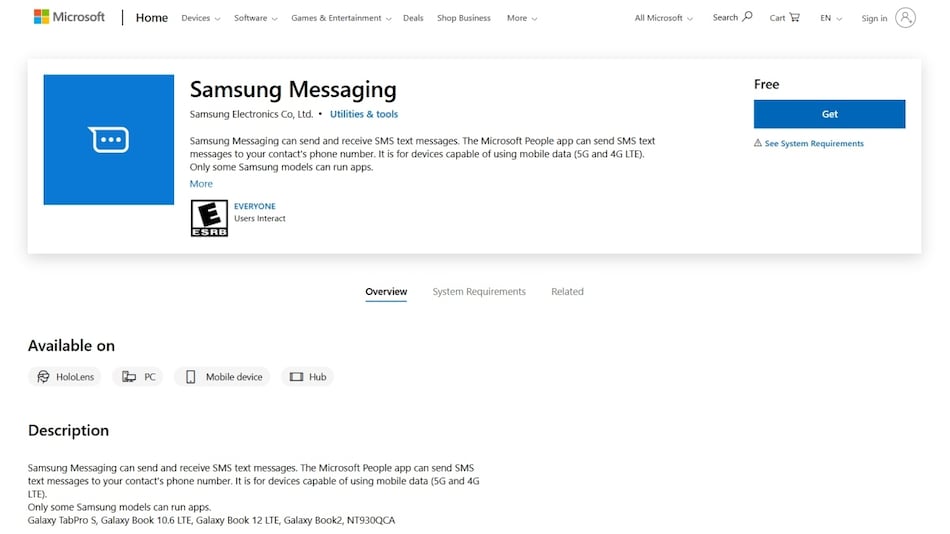 Microsoft Home Devices Software Games & Entertainment Deals Shop Business More All Microsoft Search Cart EN Sign in
Samsung Messaging
Samsung Electronics Co, Ltd. • Utilities & tools
Samsung Messaging can send and receive SMS text messages. The Microsoft People app can send SMS text
messages to your contact's phone number. It is for devices capable of using mobile data (5G and 4G LTE).
Only some Samsung models can run apps.
More
E
ESRB
EVERYONE
Users Interact
Free
Get
See System Requirements
Overview System Requirements Related
Available on
HoloLens PC Mobile device Hub
Description
Samsung Messaging can send and receive SMS text messages. The Microsoft People app can send SMS
text messages to your contact's phone number. It is for devices capable of using mobile data (5G and 4G
LTE).
Only some Samsung models can run apps.
Galaxy TabPro S, Galaxy Book 10.6 LTE, Galaxy Book 12 LTE, Galaxy Book2, NT930QCA